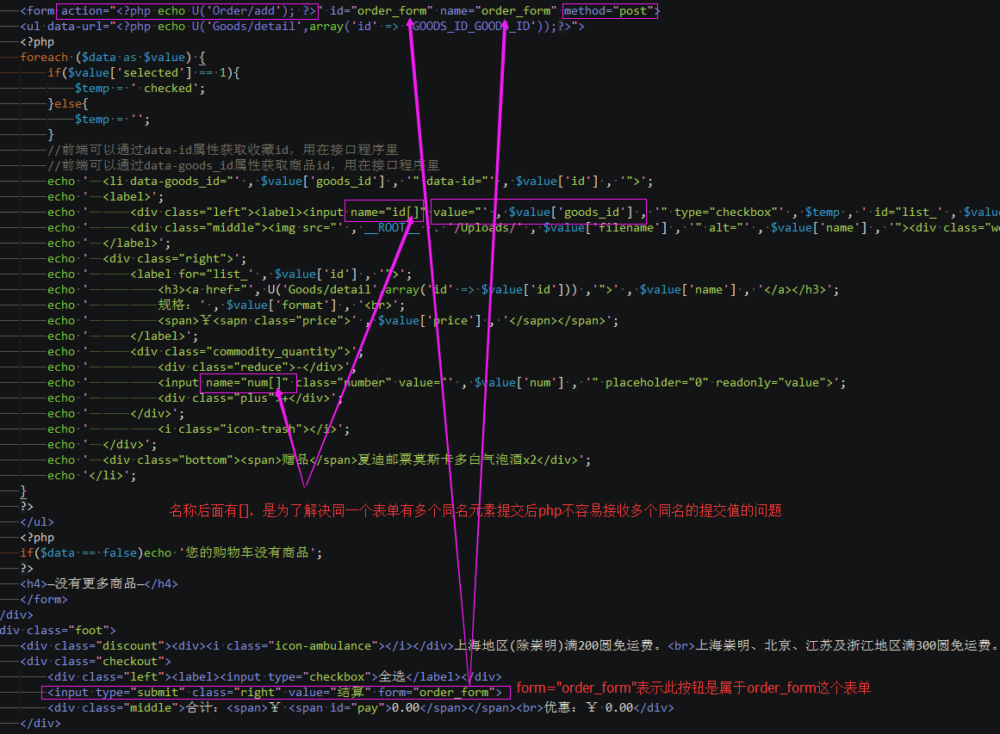 <form action="<?php echo U('Order/add'); ?>" id="order_form" name="order_form" method="post">
<ul data-url="<?php echo U('Goods/detail',array('id' => 'GOODS_ID_GOODS_ID'));?>">
<?php
foreach ($data as $value) {
if($value['selected'] == 1){
$temp = ' checked';
}else{
$temp = '';
}
//前端可以通过data-id属性获取收藏id，用在接口程序里
//前端可以通过data-goods_id属性获取商品id，用在接口程序里
echo ' <li data-goods_id="' , $value['goods_id'] , '" data-id="' , $value['id'] , '">';
echo ' <label>';
echo ' <div class="left"><label><input name="id[]" value="' , $value['goods_id'] , '" type="checkbox"' , $temp , ' id="list_' , $valu
echo ' <div class="middle"><img src="' , __ROOT__ . '/Uploads/' , $value['filename'] , '" alt="' , $value['name'] , '"><div class="we
echo ' </label>';
echo ' <div class="right">';
echo ' <label for="list_' , $value['id'] , '">';
echo ' <h3><a href="', U('Goods/detail',array('id' => $value['id'])) ,'">' , $value['name'] , '</a></h3>';
echo ' 规格：' , $value['format'] , '<br>';
echo ' <span>￥<sapn class="price">' , $value['price'] , '</sapn></span>';
echo ' </label>';
echo ' <div class="commodity_quantity">';
echo ' <div class="reduce">-</div>';
echo ' <input name="num[]" class="number" value="' , $value['num'] , '" placeholder="0" readonly="value">';
echo ' <div class="plus">+</div>';
echo ' </div>';
echo ' <i class="icon-trash"></i>';
echo ' </div>';
echo ' <div class="bottom"><span>赠品</span>夏迪邮票莫斯卡多白气泡酒x2</div>';
echo '</li>';
}
?>
名称后面有[]，是为了解决同一个表单有多个同名元素提交后php不容易接收多个同名的提交值的问题
</ul>
<?php
if($data == false)echo '您的购物车没有商品';
?>
<h4>—没有更多商品—</h4>
</form>
/div>
div class="foot">
<div class="discount"><div><i class="icon-ambulance"></i></div>上海地区(除崇明)满200圆免运费。<br>上海崇明、北京、江苏及浙江地区满300圆免运费。
<div class="checkout">
<div class="left"><label><input type="checkbox">全选</label></div>
<input type="submit" class="right" value="结算" form="order_form"> form="order_form"表示此按钮是属于order_form这个表单
<div class="middle">合计：<span>￥ <span id="pay">0.00</span></span><br>优惠：￥ 0.00</div>
</div>